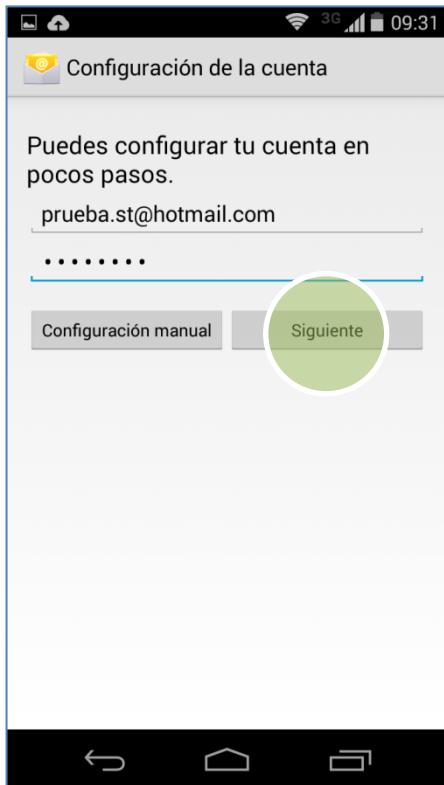 3G 09:31
Configuración de la cuenta
Puedes configurar tu cuenta en
pocos pasos.
prueba.st@hotmail.com
••••••••
Configuración manual Siguiente